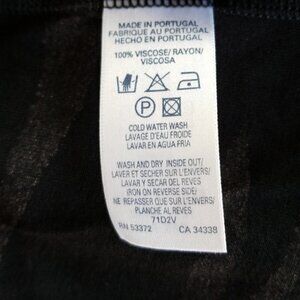 MADE IN PORTUGAL
FABRIQUE AU PORTUGAL
HECHO EN PORTUGAL
100% VISCOSE/ RAYON/
VISCOSA
P
COLD WATER WASH
LAVAGE D'EAU FROIDE
LAVAR EN AGUA FRIA
WASH AND DRY INSIDE OUT/
LAVER ET SECHER SUR L'ENVERS/
LAVAR Y SECAR DEL REVES
(IRON ON REVERSE SIDE/
NE REPASSER QUE DANS L'ENVERS/
PLANCHE AL REVES
71D2V
RN 53372 CA 34338